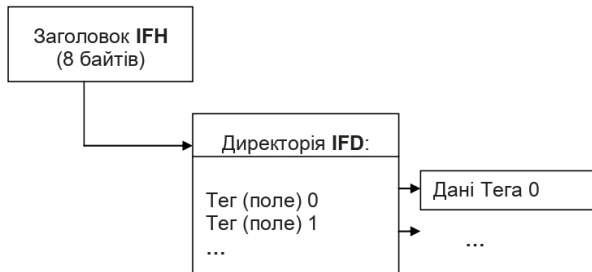 Заголовок IFH
(8 байтів)
Директорія IFD:
Тег (поле) 0
Дані Тега 0
Тег (поле) 1
...
...